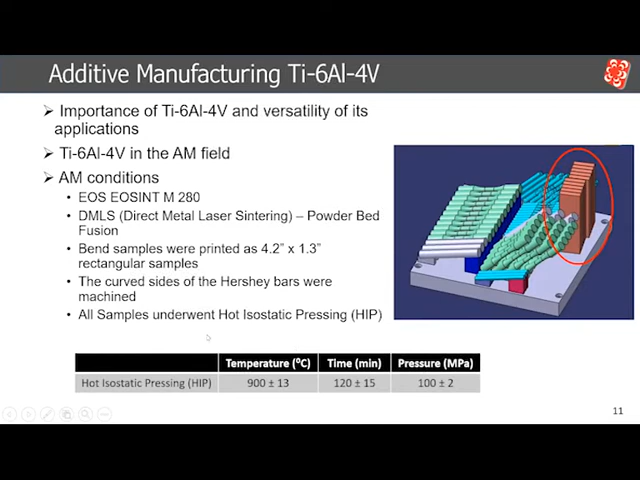 Additive Manufacturing Ti-6Al-4V
Importance of Ti-6Al-4V and versatility of its
applications
Ti-6Al-4V in the AM field
AM conditions
EOS EOSINT M 280
DMLS (Direct Metal Laser Sintering) – Powder Bed
Fusion
Bend samples were printed as 4.2” x 1.3”
rectangular samples
The curved sides of the Hershey bars were
machined
All Samples underwent Hot Isostatic Pressing (HIP)
Temperature (⁰C) Time (min) Pressure (MPa)
Hot Isostatic Pressing (HIP) 900 ± 13 120 ± 15 100 ± 2
11